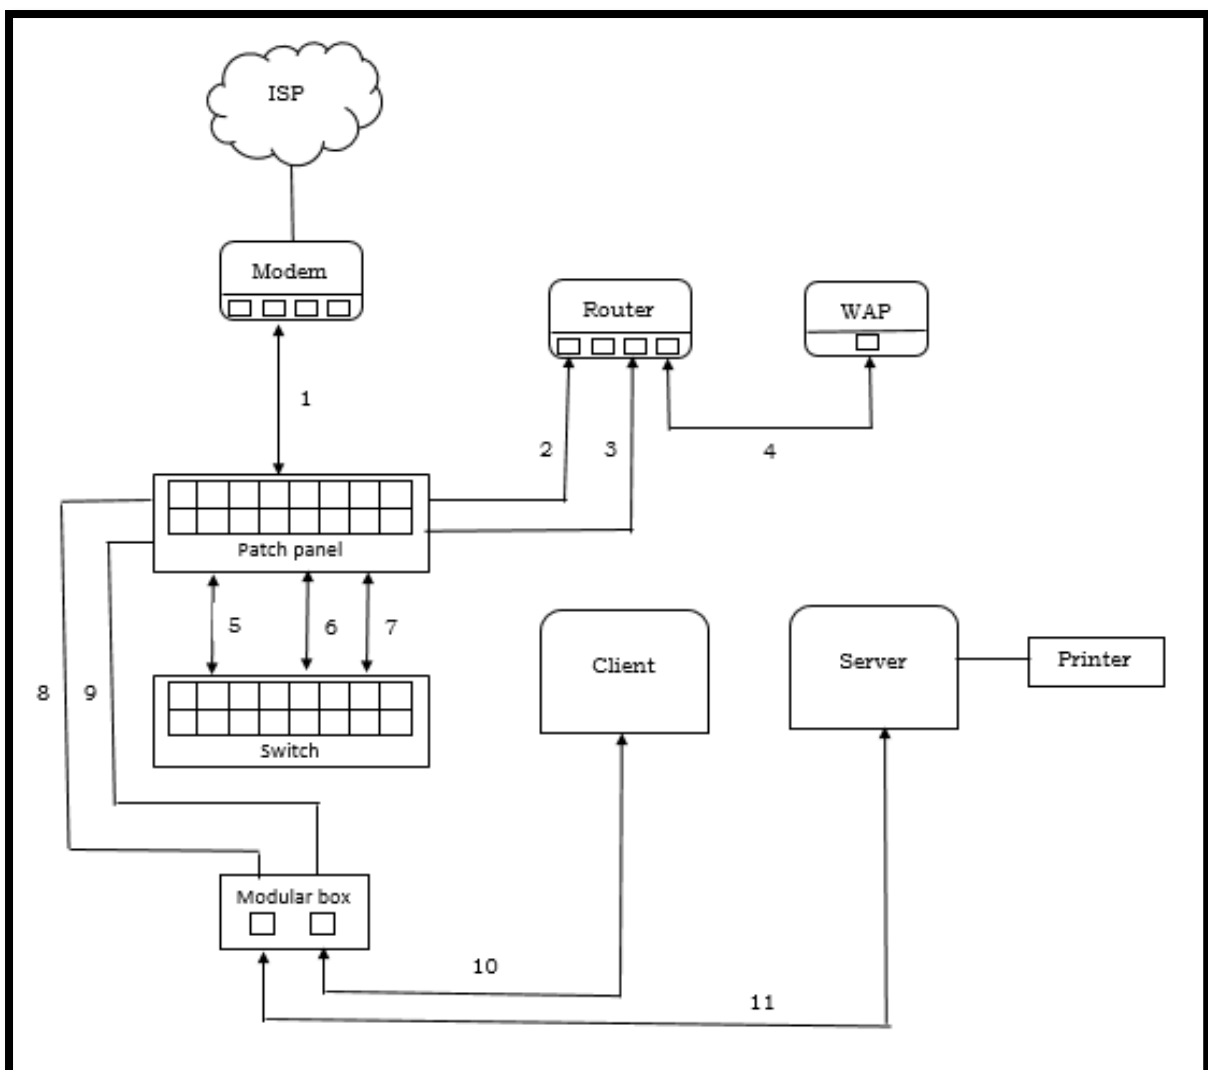 ISP
Modem
Router
WAP
1
2
3
4
Patch panel
5
6
7
Client
Server
Printer
8
9
Switch
Modular box
10
11